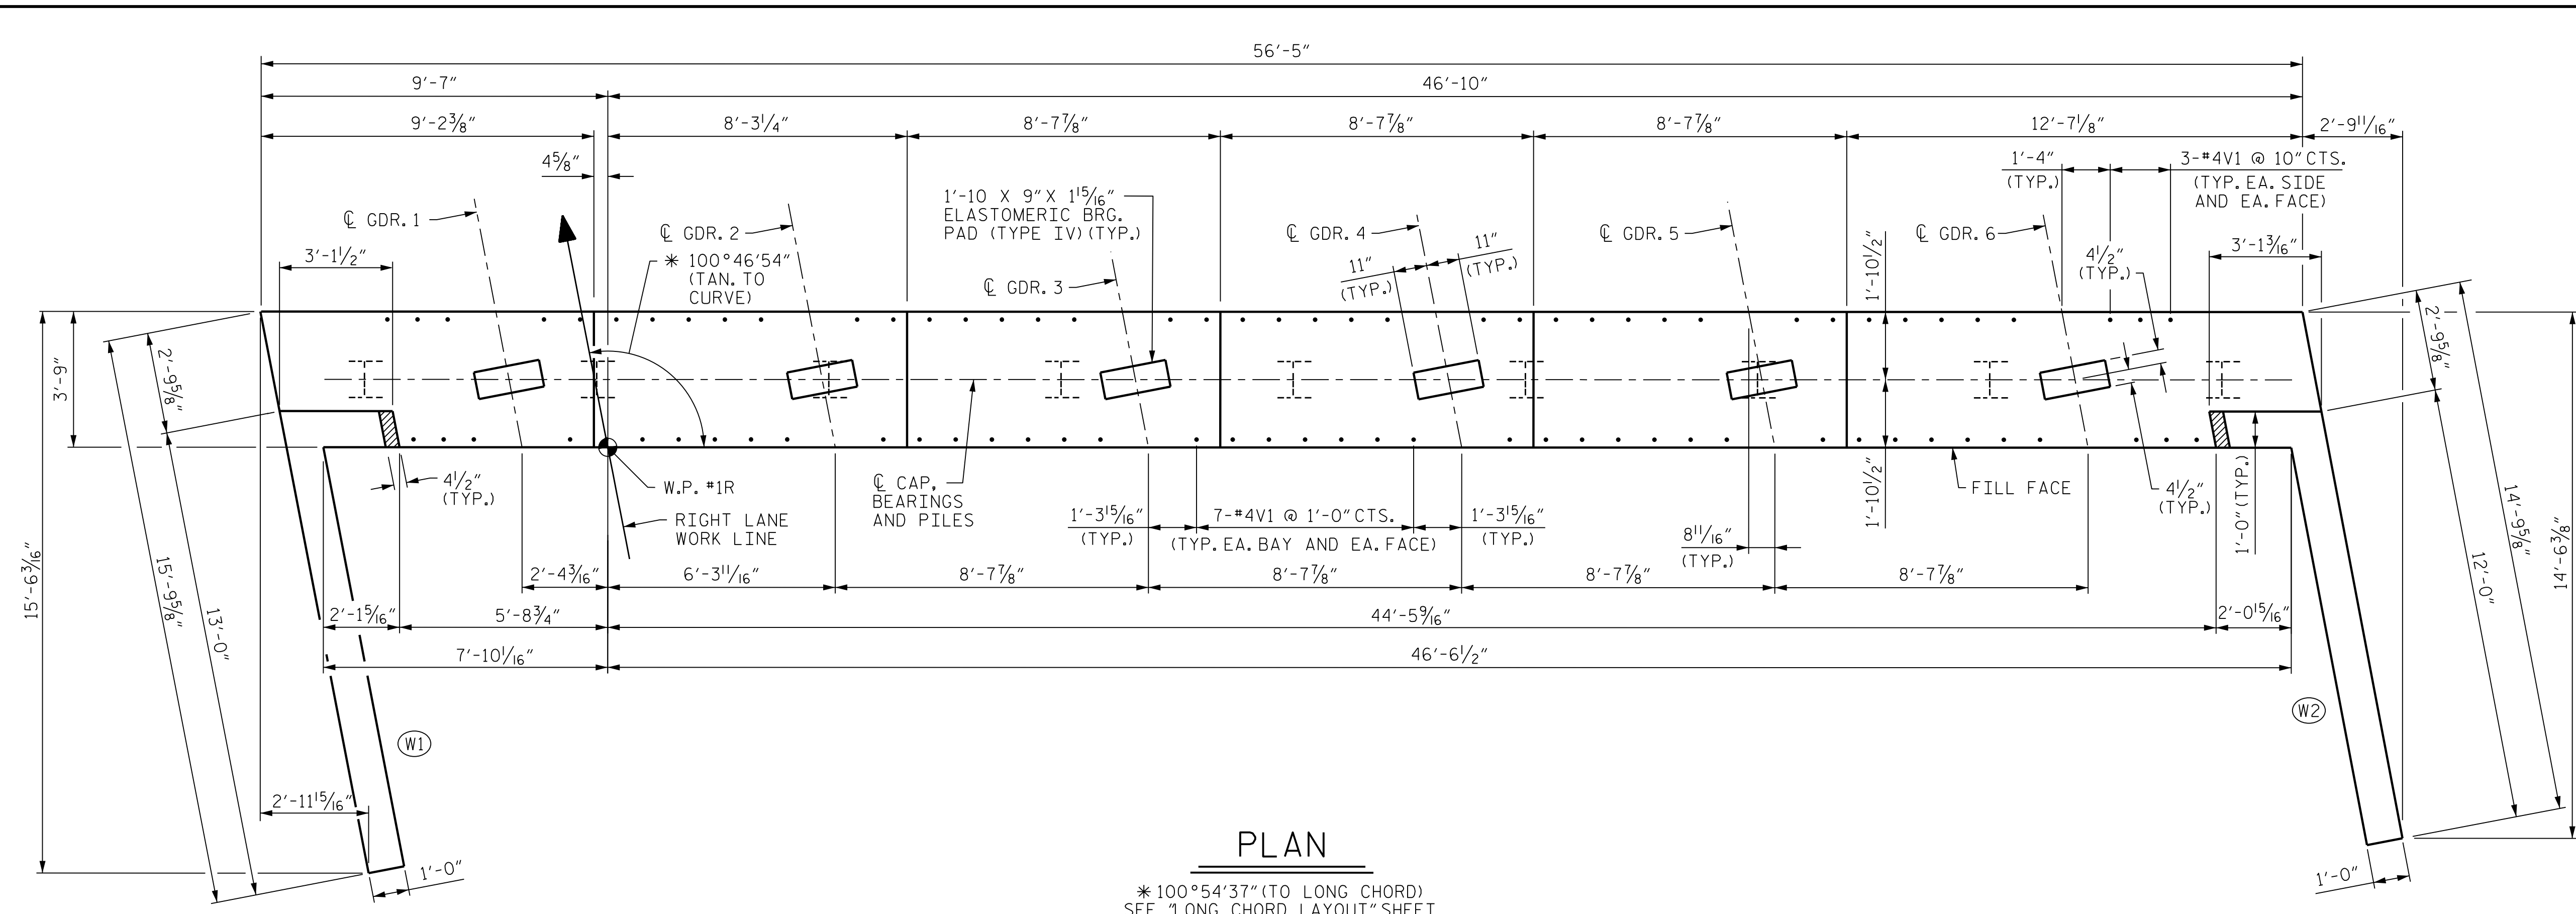 56'-5"
9'-7"
46'-10"
9'-2⅜"
8'-3¼"
8'-7⅞"
8'-7⅞"
8'-7⅞"
12'-7⅛"
2'-9¹¹⁄₁₆"
4⅝"
1'-4"
(TYP.)
3-#4V1 @ 10" CTS.
(TYP. EA. SIDE
AND EA. FACE)
℄ GDR. 1
℄ GDR. 2
✳ 100°46'54"
(TAN. TO
CURVE)
1'-10 X 9" X 1¹⁵⁄₁₆"
ELASTOMERIC BRG.
PAD (TYPE IV) (TYP.)
℄ GDR. 3
℄ GDR. 4
11"
(TYP.)
11"
(TYP.)
℄ GDR. 5
℄ GDR. 6
1'-10½"
4½"
(TYP.)
3'-1³⁄₁₆"
3'-1½"
3'-9"
2'-9⅝"
2'-9⅝"
4½"
(TYP.)
W.P. #1R
RIGHT LANE
WORK LINE
℄ CAP,
BEARINGS
AND PILES
1'-3¹⁵⁄₁₆"
(TYP.)
7-#4V1 @ 1'-0" CTS.
(TYP. EA. BAY AND EA. FACE)
1'-3¹⁵⁄₁₆"
(TYP.)
8¹¹⁄₁₆"
(TYP.)
1'-10½"
FILL FACE
4½"
(TYP.)
1'-0" (TYP.)
14'-9⅝"
12'-0"
14'-6⅜"
15'-6³⁄₁₆"
15'-9⅝"
13'-0"
2'-4³⁄₁₆"
6'-3¹¹⁄₁₆"
8'-7⅞"
8'-7⅞"
8'-7⅞"
8'-7⅞"
2'-1⁵⁄₁₆"
5'-8¾"
44'-5⁹⁄₁₆"
2'-0¹⁵⁄₁₆"
7'-10¹⁄₁₆"
46'-6½"
W1
W2
2'-11¹⁵⁄₁₆"
1'-0"
1'-0"
PLAN
✳ 100°54'37" (TO LONG CHORD)
SEE "LONG CHORD LAYOUT" SHEET